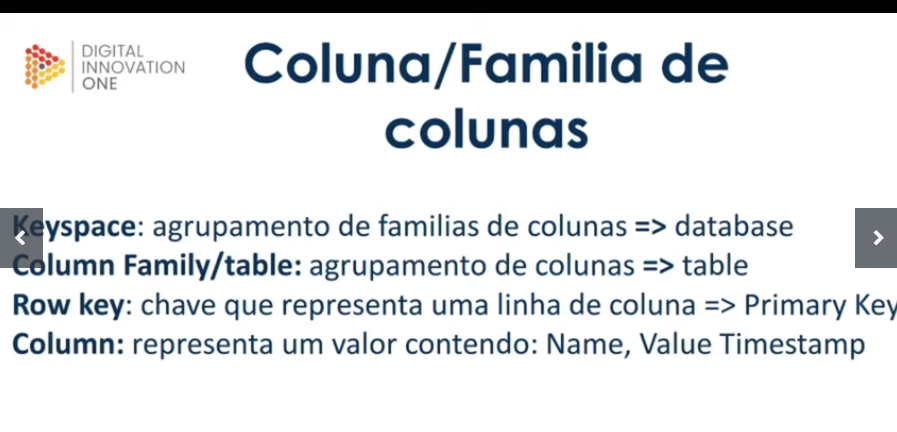 DIGITAL
INNOVATION
ONE
Coluna/Familia de
colunas
Keyspace: agrupamento de familias de colunas => database
Column Family/table: agrupamento de colunas => table
Row key: chave que representa uma linha de coluna => Primary Key
Column: representa um valor contendo: Name, Value Timestamp